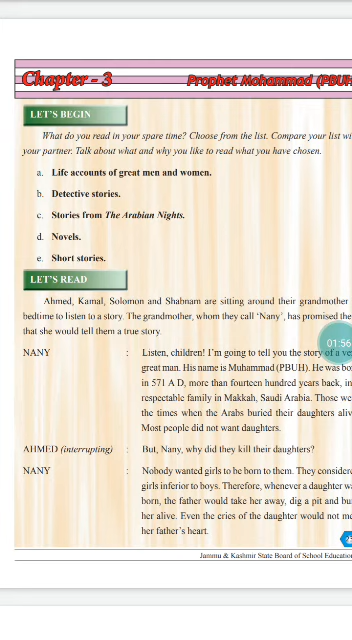 Chapter - 3 Prophet Mohammad (PBUH
LET'S BEGIN
What do you read in your spare time? Choose from the list. Compare your list wi
your partner. Talk about what and why you like to read what you have chosen.
a. Life accounts of great men and women.
b. Detective stories.
c. Stories from The Arabian Nights.
d. Novels.
e. Short stories.
LET'S READ
Ahmed, Kamal, Solomon and Shabnam are sitting around their grandmother
bedtime to listen to a story. The grandmother, whom they call 'Nany', has promised the
that she would tell them a true story.
01:56
NANY : Listen, children! I'm going to tell you the story of a ve
great man. His name is Muhammad (PBUH). He was bo
in 571 A D, more than fourteen hundred years back, in
respectable family in Makkah, Saudi Arabia. Those we
the times when the Arabs buried their daughters aliv
Most people did not want daughters.
AHMED (interrupting) : But, Nany, why did they kill their daughters?
NANY : Nobody wanted girls to be born to them. They considere
girls inferior to boys. Therefore, whenever a daughter wa
born, the father would take her away, dig a pit and bu
her alive. Even the cries of the daughter would not mo
her father's heart.
Jammu & Kashmir State Board of School Education